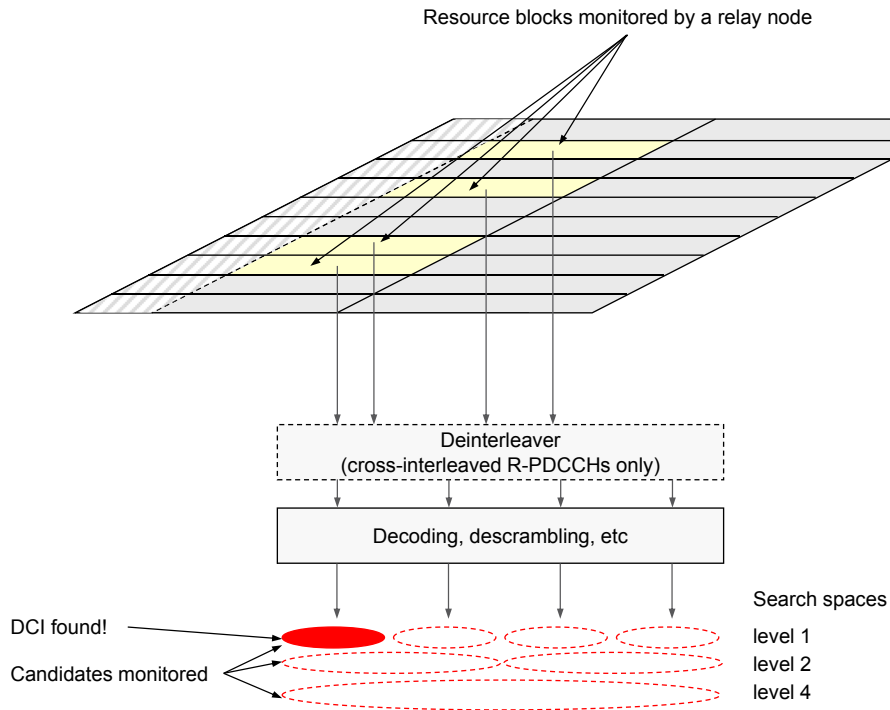 Resource blocks monitored by a relay node
Deinterleaver
(cross-interleaved R-PDCCHs only)
Decoding, descrambling, etc
Search spaces
DCI found!
level 1
Candidates monitored
level 2
level 4